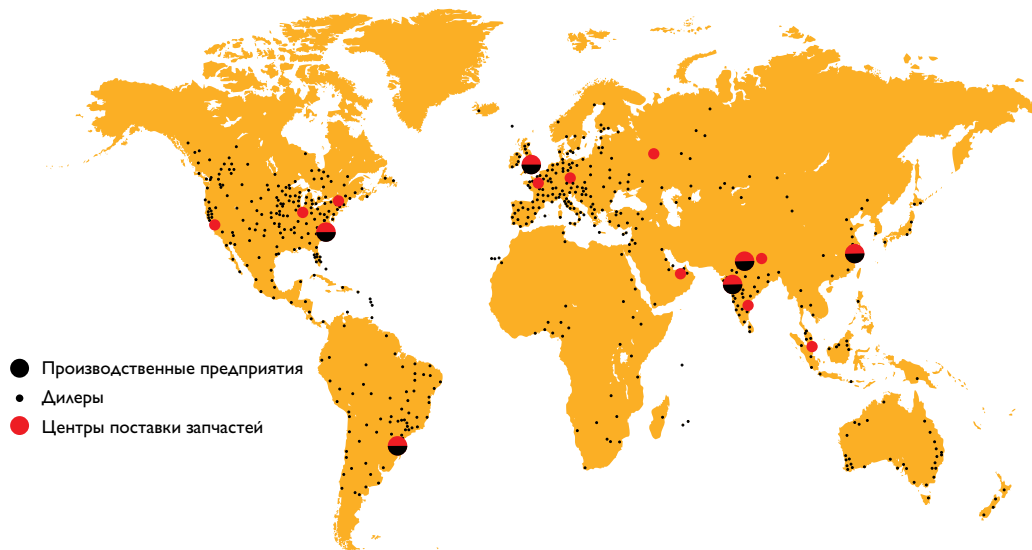 Производственные предприятия
Дилеры
Центры поставки запчастей